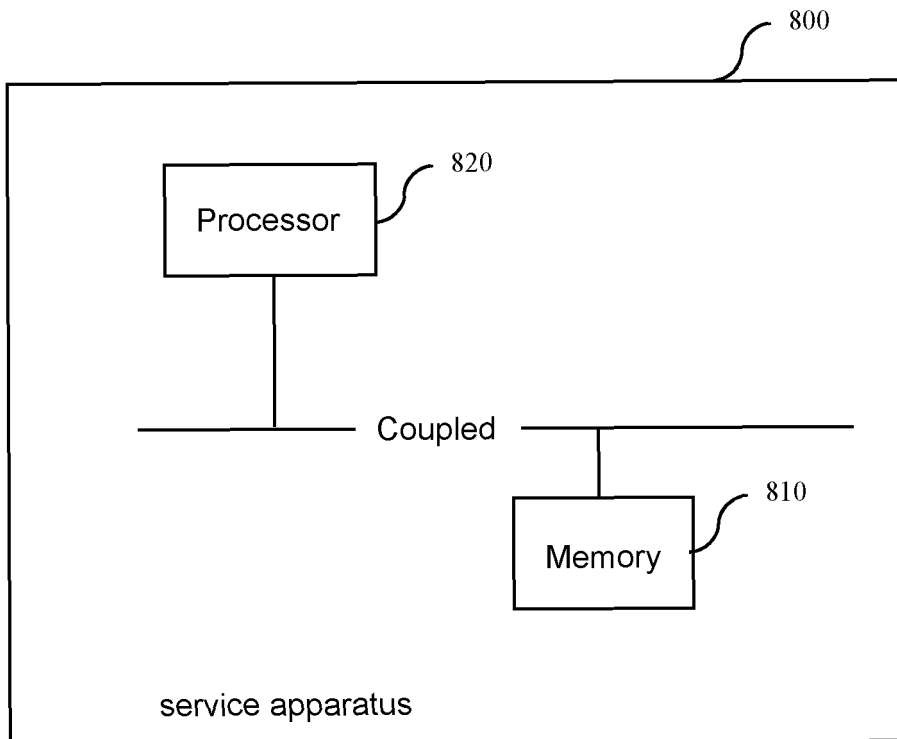 800
820
Processor
Coupled
810
Memory
service apparatus